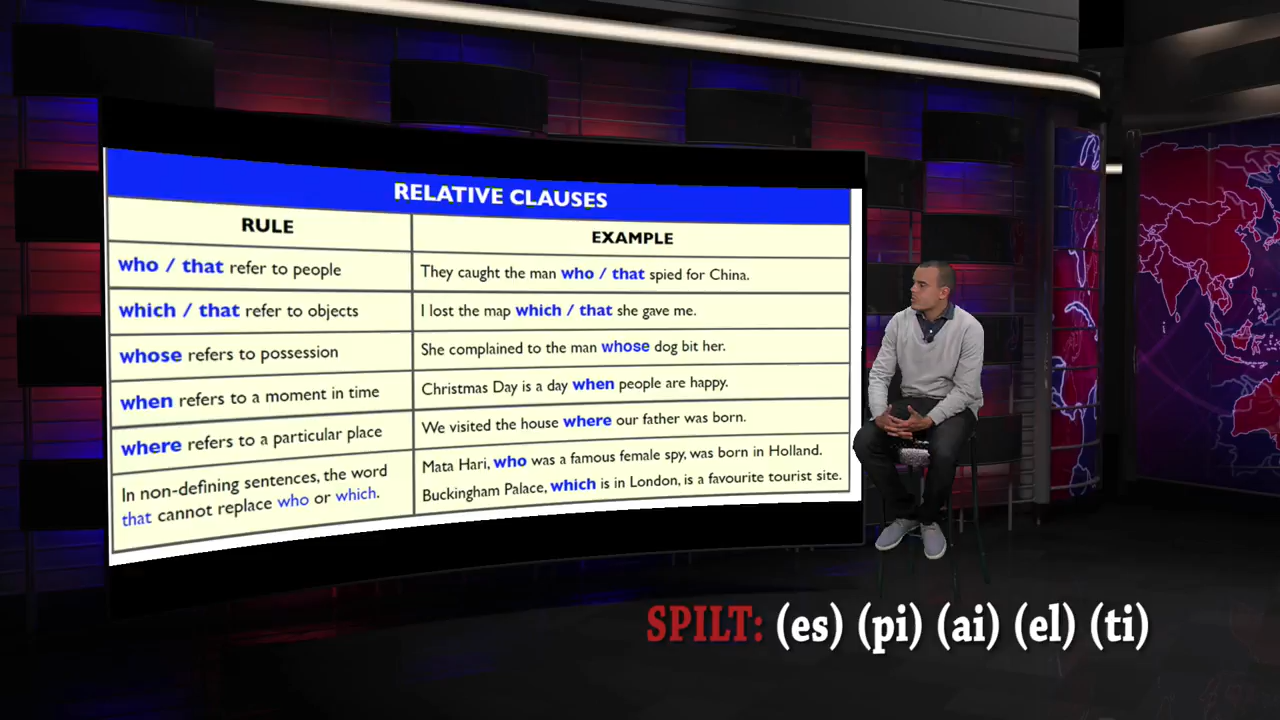 RELATIVE CLAUSES
RULE
EXAMPLE
who / that refer to people
They caught the man who / that spied for China.
which / that refer to objects
I lost the map which / that she gave me.
whose refers to possession
She complained to the man whose dog bit her.
when refers to a moment in time
Christmas Day is a day when people are happy.
where refers to a particular place
We visited the house where our father was born.
In non-defining sentences, the word
that cannot replace who or which.
Mata Hari, who was a famous female spy, was born in Holland.
Buckingham Palace, which is in London, is a favourite tourist site.
SPILT: (es) (pi) (ai) (el) (ti)